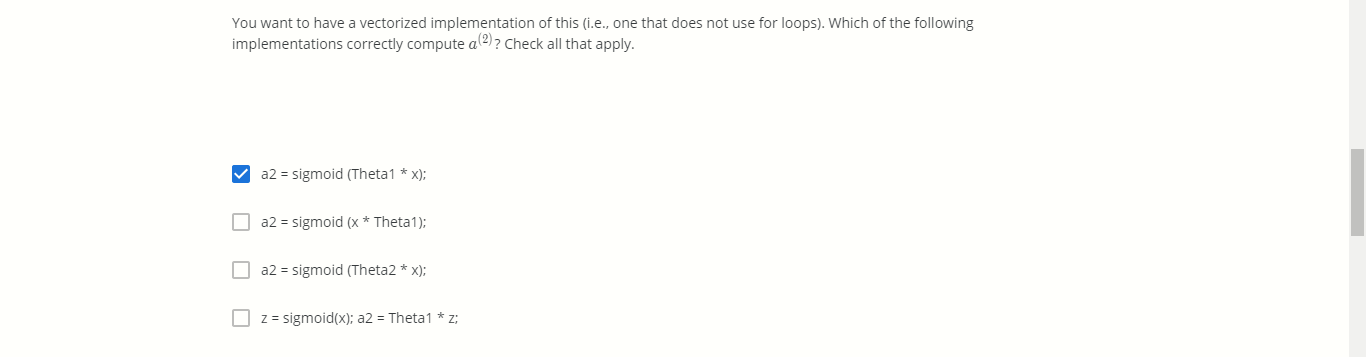 You want to have a vectorized implementation of this (i.e., one that does not use for loops). Which of the following
implementations correctly compute a⁽²⁾? Check all that apply.
a2 = sigmoid (Theta1 * x);
a2 = sigmoid (x * Theta1);
a2 = sigmoid (Theta2 * x);
z = sigmoid(x); a2 = Theta1 * z;